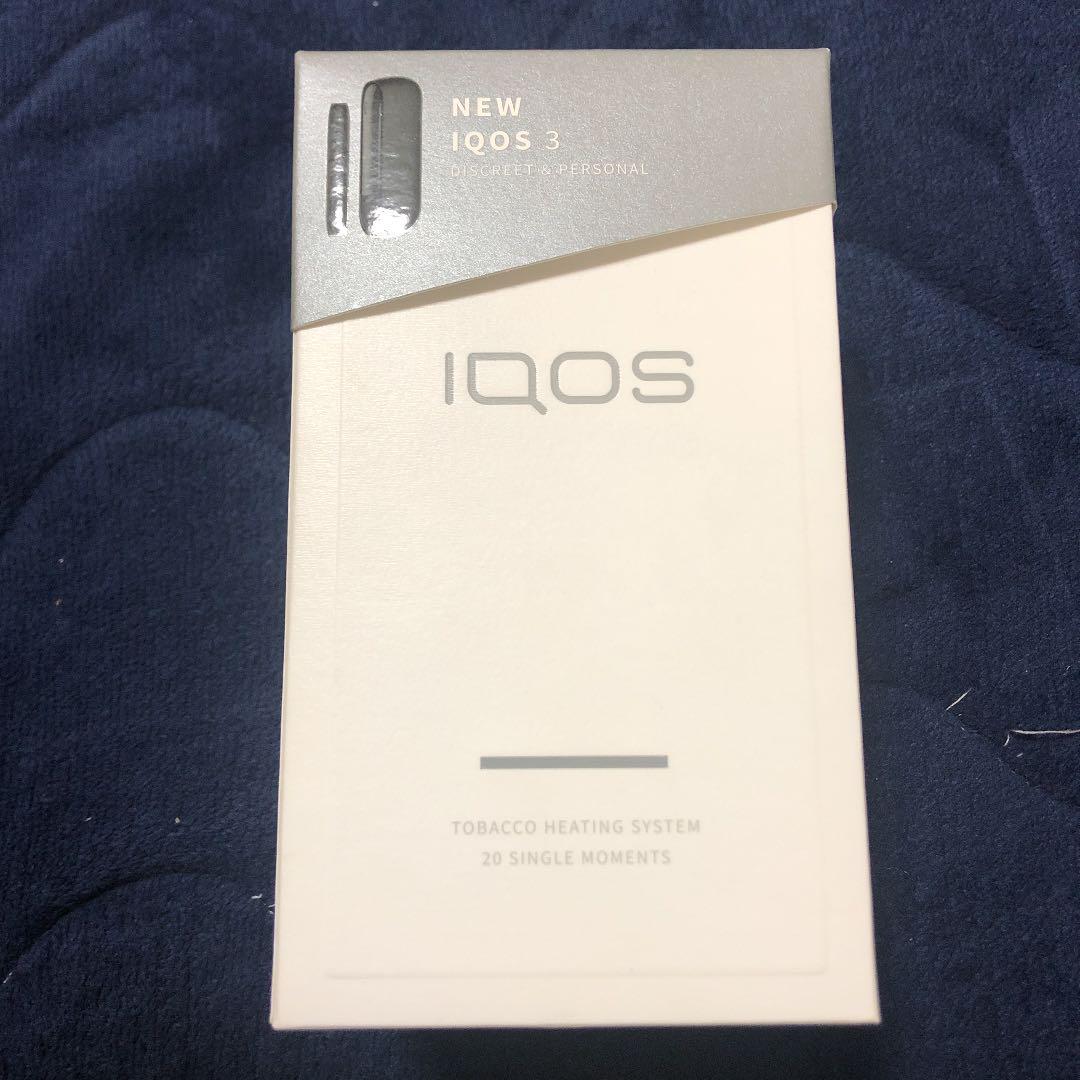 NEW
IQOS 3
DISCREET & PERSONAL
IQOS
TOBACCO HEATING SYSTEM
20 SINGLE MOMENTS